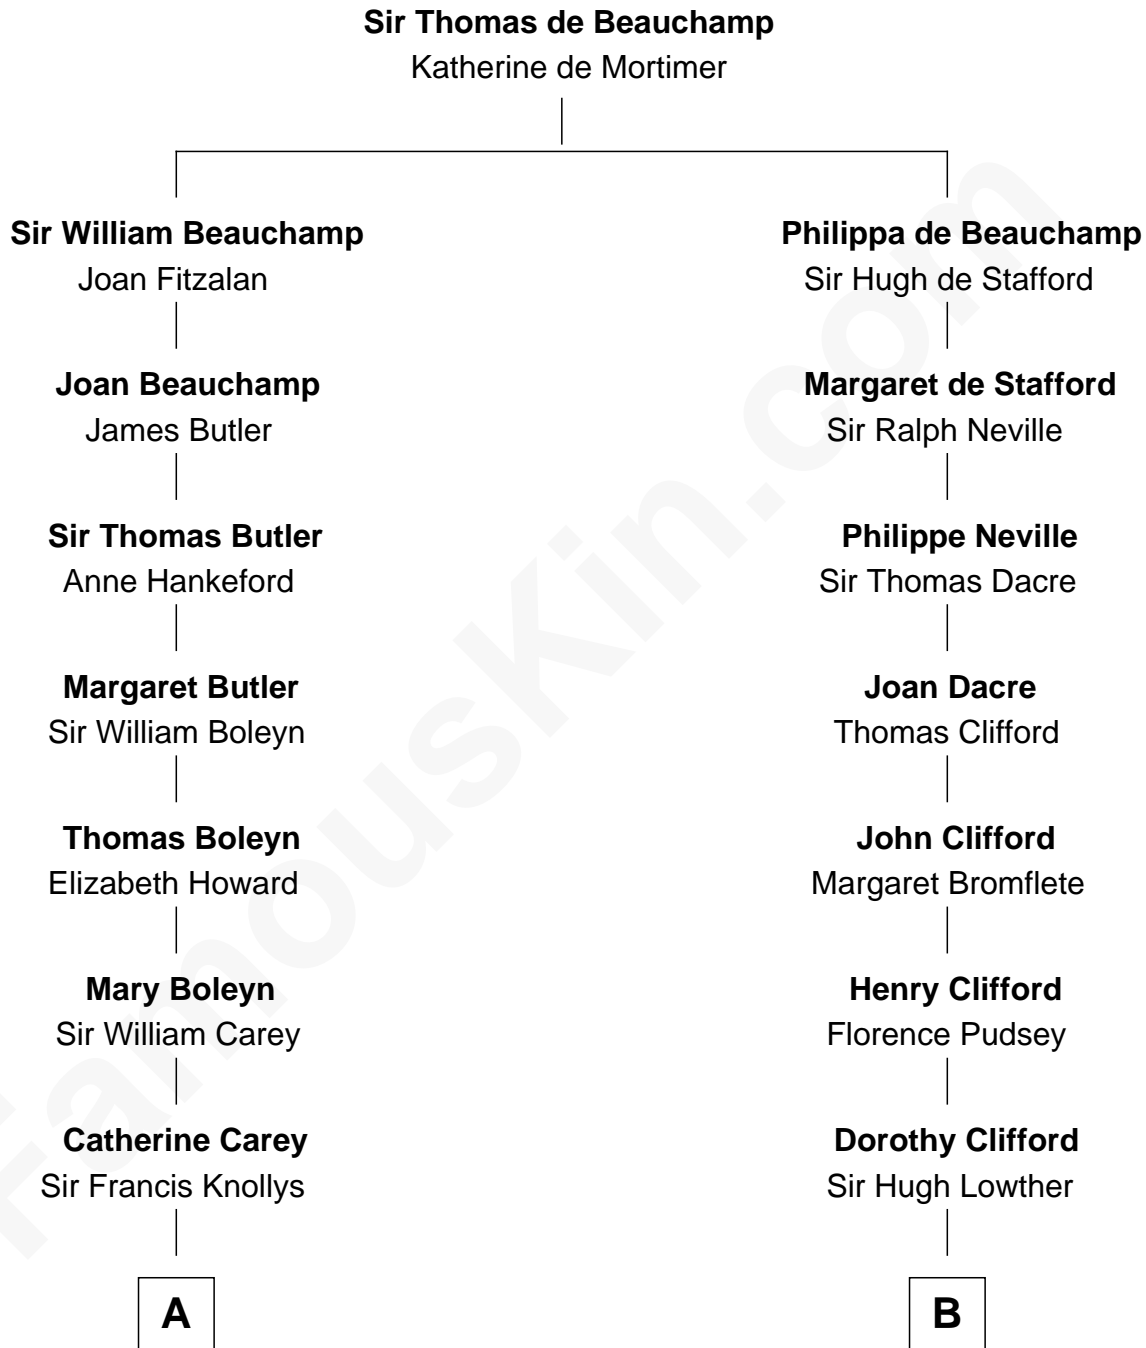 Sir Thomas de Beauchamp
Katherine de Mortimer
Sir William Beauchamp
Joan Fitzalan
Philippa de Beauchamp
Sir Hugh de Stafford
Joan Beauchamp
James Butler
Margaret de Stafford
Sir Ralph Neville
Sir Thomas Butler
Anne Hankeford
Philippe Neville
Sir Thomas Dacre
Margaret Butler
Sir William Boleyn
Joan Dacre
Thomas Clifford
Thomas Boleyn
Elizabeth Howard
John Clifford
Margaret Bromflete
Mary Boleyn
Sir William Carey
Henry Clifford
Florence Pudsey
Catherine Carey
Sir Francis Knollys
Dorothy Clifford
Sir Hugh Lowther
A
B
FamousKin.com